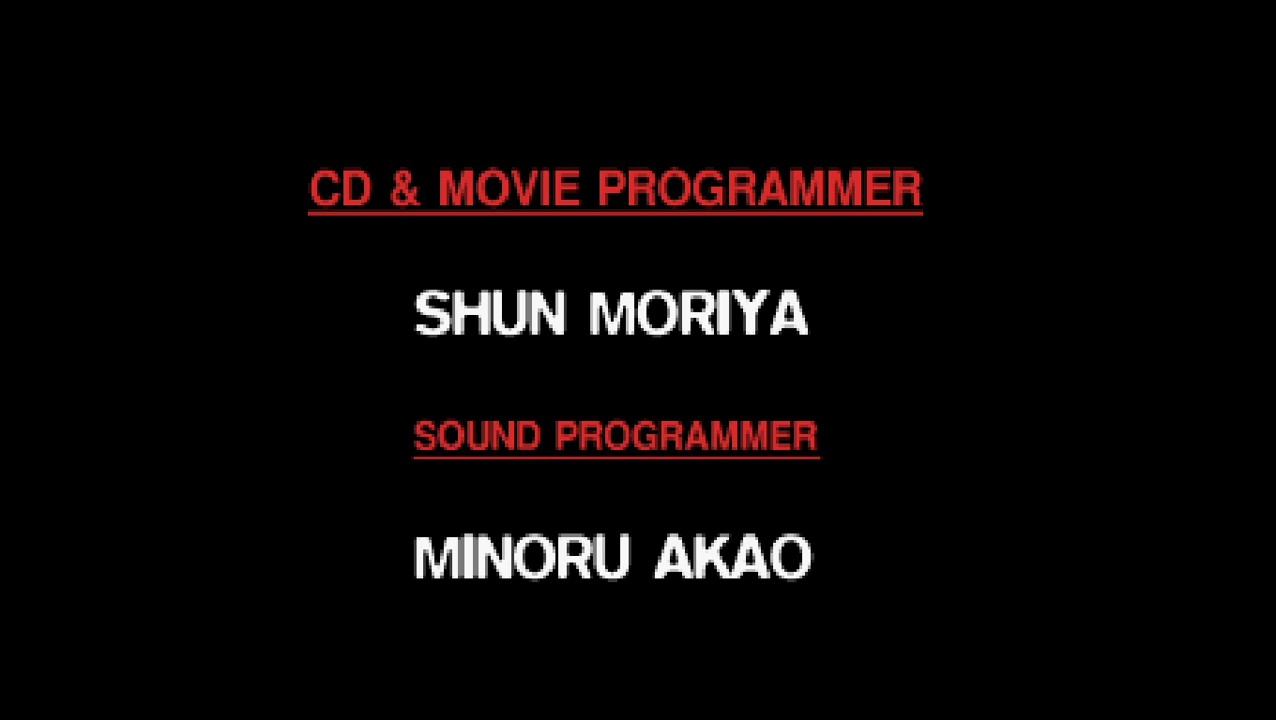 CD & MOVIE PROGRAMMER
SHUN MORIYA
SOUND PROGRAMMER
MINORU AKAO